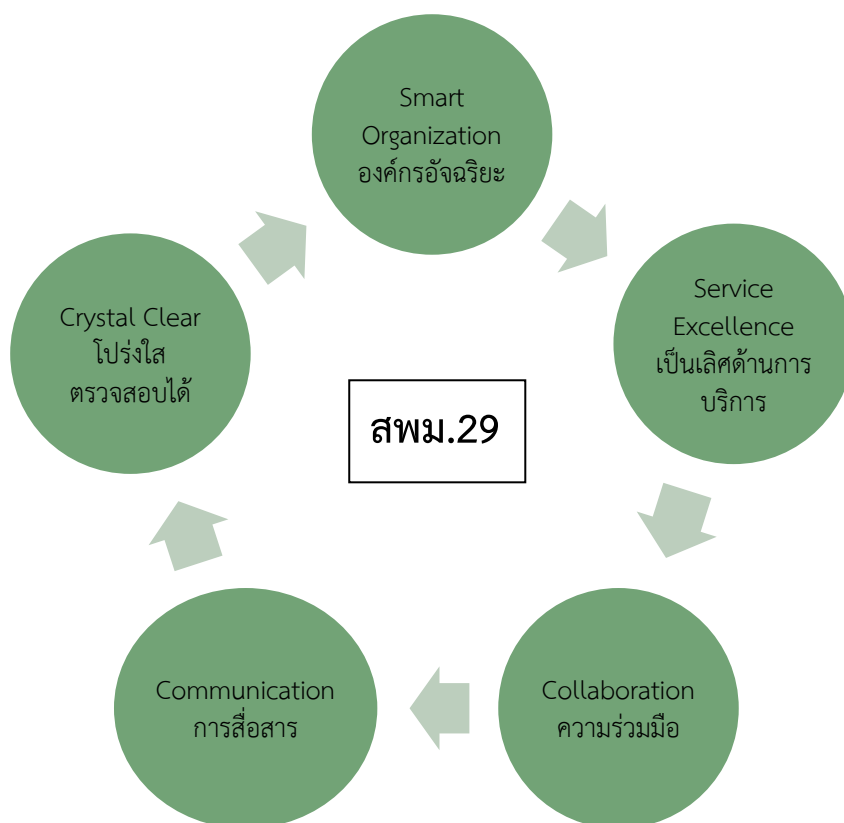 Smart
Organization
องค์กรอัจฉริยะ
Service
Excellence
เป็นเลิศด้านการ
บริการ
Collaboration
ความร่วมมือ
Communication
การสื่อสาร
Crystal Clear
โปร่งใส
ตรวจสอบได้
สพม.29